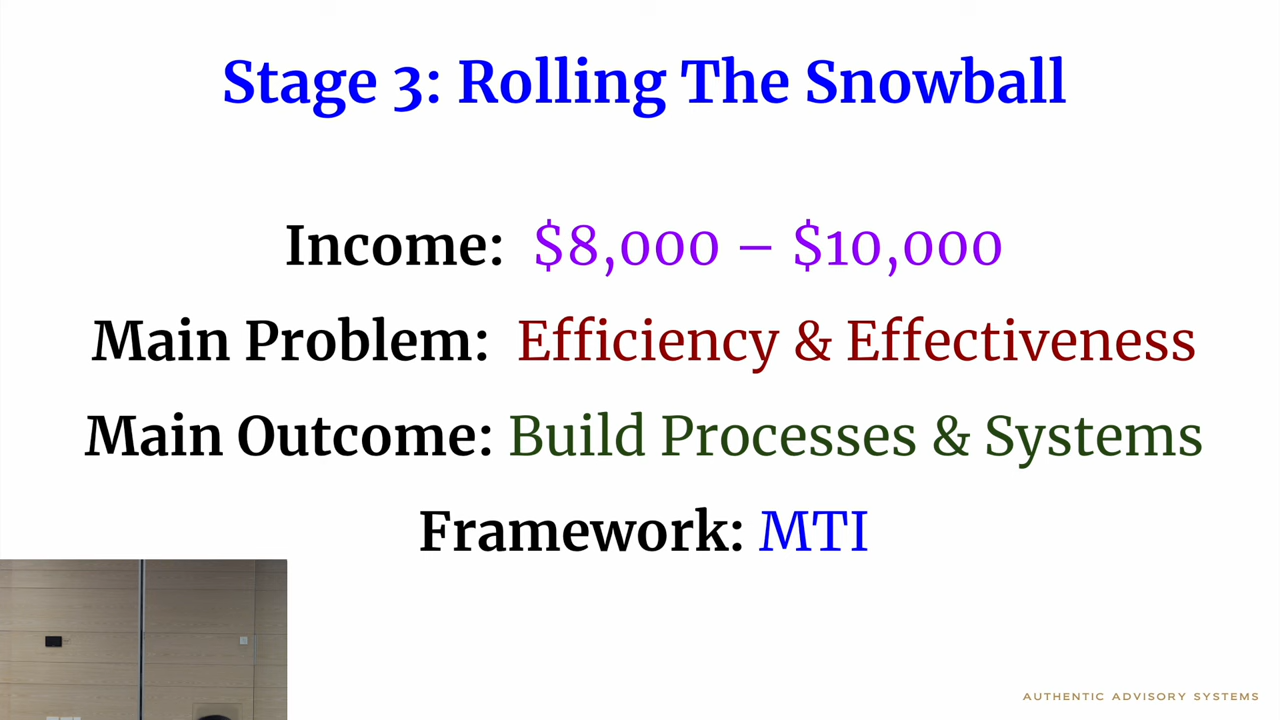 Stage 3: Rolling The Snowball
Income: $8,000 – $10,000
Main Problem: Efficiency & Effectiveness
Main Outcome: Build Processes & Systems
Framework: MTI
AUTHENTIC ADVISORY SYSTEMS